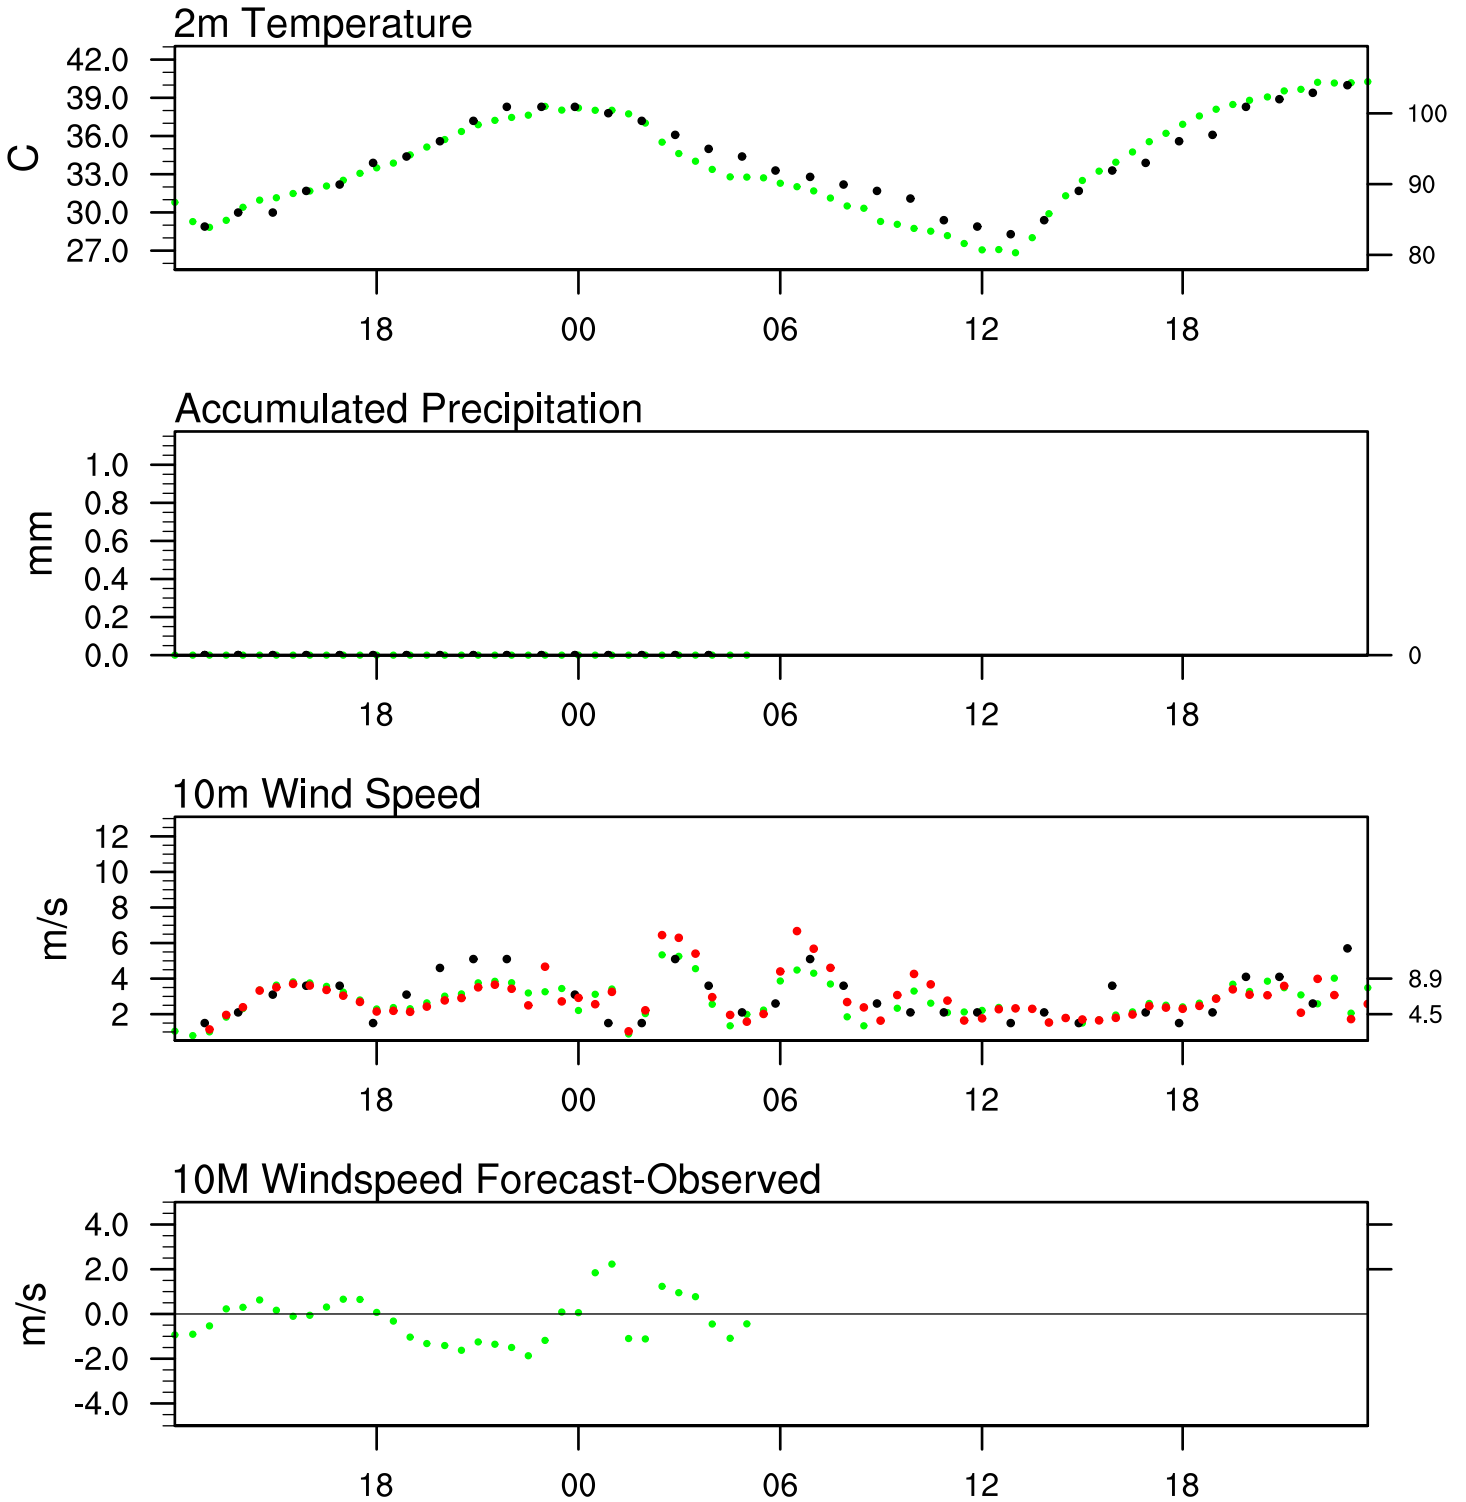 2m Temperature
42.0
39.0
36.0
33.0
30.0
27.0
C
100
90
80
18 00 06 12 18
Accumulated Precipitation
1.0
0.8
0.6
0.4
0.2
0.0
mm
0
18 00 06 12 18
10m Wind Speed
12
10
8
6
4
2
m/s
8.9
4.5
18 00 06 12 18
10M Windspeed Forecast-Observed
4.0
2.0
0.0
-2.0
-4.0
m/s
18 00 06 12 18